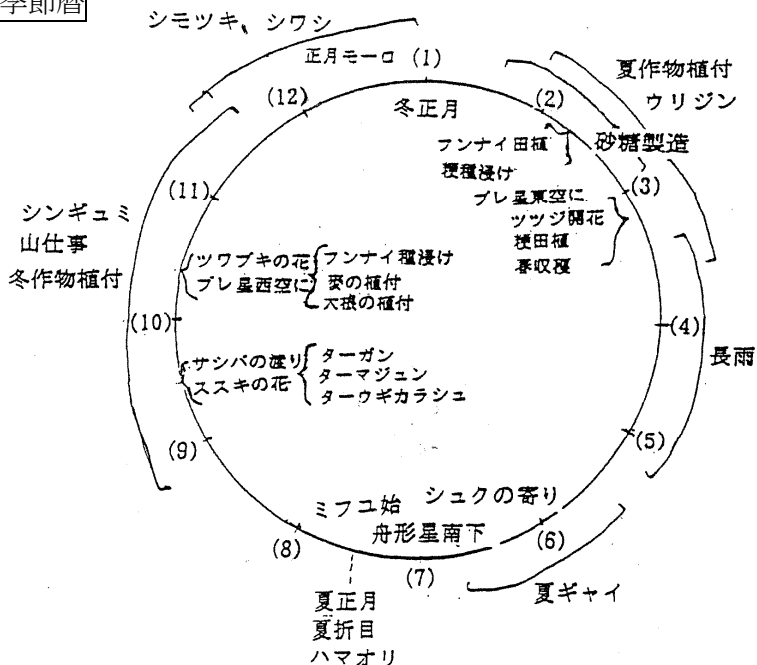 季節暦
シモツキ、シワシ
正月モーロ
(1)
冬正月
(2)
夏作物植付
ウリジン
砂糖製造
フンナイ田植
粳種浸け
(3)
ブレ星東空に
ツツジ開花
粳田植
春収穫
(4)
長雨
(5)
(6)
シュクの寄り
夏ギャイ
(7)
舟形星南下
ミフユ始
夏正月
夏折目
ハマオリ
(8)
(9)
サシバの渡り
ススキの花
ターガン
ターマジュン
ターウギカラシュ
(10)
ツワブキの花
ブレ星西空に
フンナイ種浸け
麥の植付
大根の植付
シンギュミ
山仕事
冬作物植付
(11)
(12)